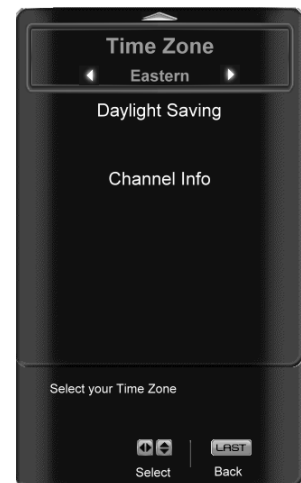 Time Zone
Eastern
Daylight Saving
Channel Info
Select your Time Zone
LAST
Select Back